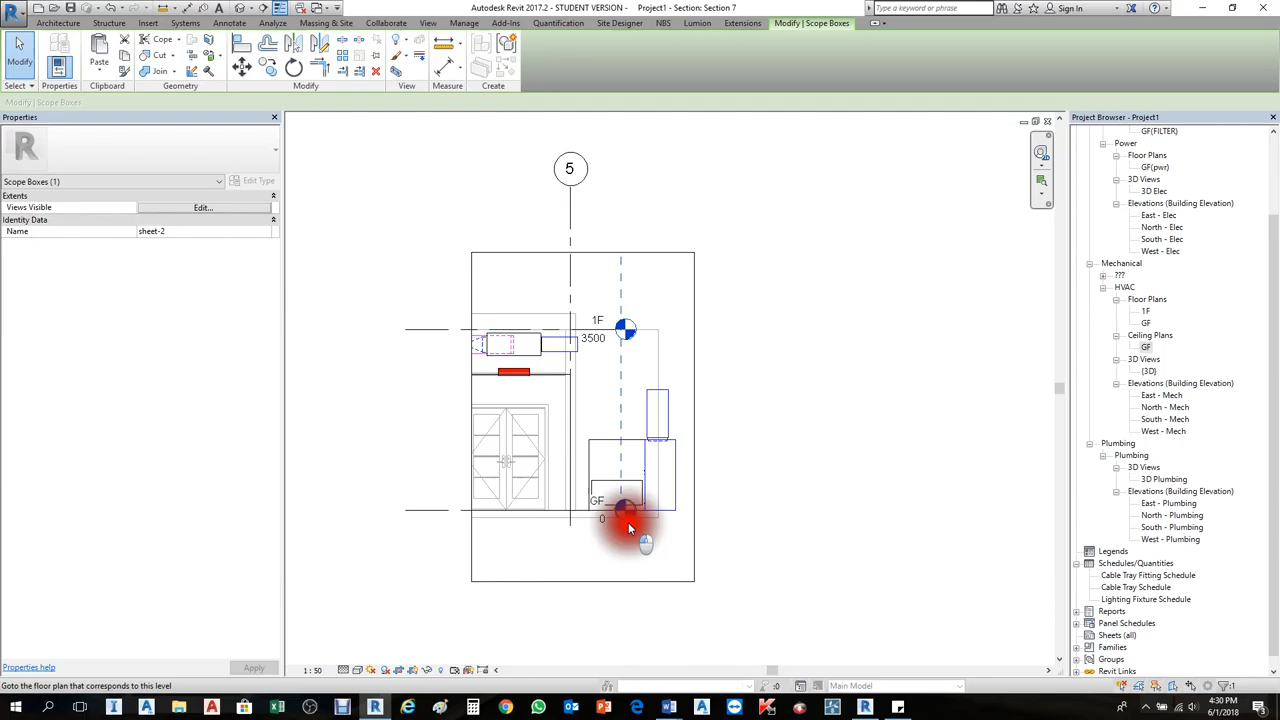 Autodesk Revit 2017.2 - STUDENT VERSION - Project1 - Section: Section 7
Type a keyword or phrase
Sign In
Architecture Structure Insert Systems Annotate Analyze Massing & Site Collaborate View Manage Add-Ins Quantification Site Designer NBS Lumion Extensions Modify | Scope Boxes
Modify
Paste
Cope
Cut
Join
Select Properties Clipboard Geometry Modify View Measure Create
Modify | Scope Boxes
Properties
Scope Boxes (1)
Edit Type
Extents
Views Visible
Edit...
Identity Data
Name
sheet-2
Properties help
Apply
5
1F
3500
GF
0
1 : 50
Project Browser - Project1
GF(FILTER)
Power
Floor Plans
GF(pwr)
3D Views
3D Elec
Elevations (Building Elevation)
East - Elec
North - Elec
South - Elec
West - Elec
Mechanical
???
HVAC
Floor Plans
1F
GF
Ceiling Plans
GF
3D Views
{3D}
Elevations (Building Elevation)
East - Mech
North - Mech
South - Mech
West - Mech
Plumbing
Plumbing
3D Views
3D Plumbing
Elevations (Building Elevation)
East - Plumbing
North - Plumbing
South - Plumbing
West - Plumbing
Legends
Schedules/Quantities
Cable Tray Fitting Schedule
Cable Tray Schedule
Lighting Fixture Schedule
Reports
Panel Schedules
Sheets (all)
Families
Groups
Revit Links
Goto the floor plan that corresponds to this level
:0
Main Model
:0
4:30 PM
6/1/2018